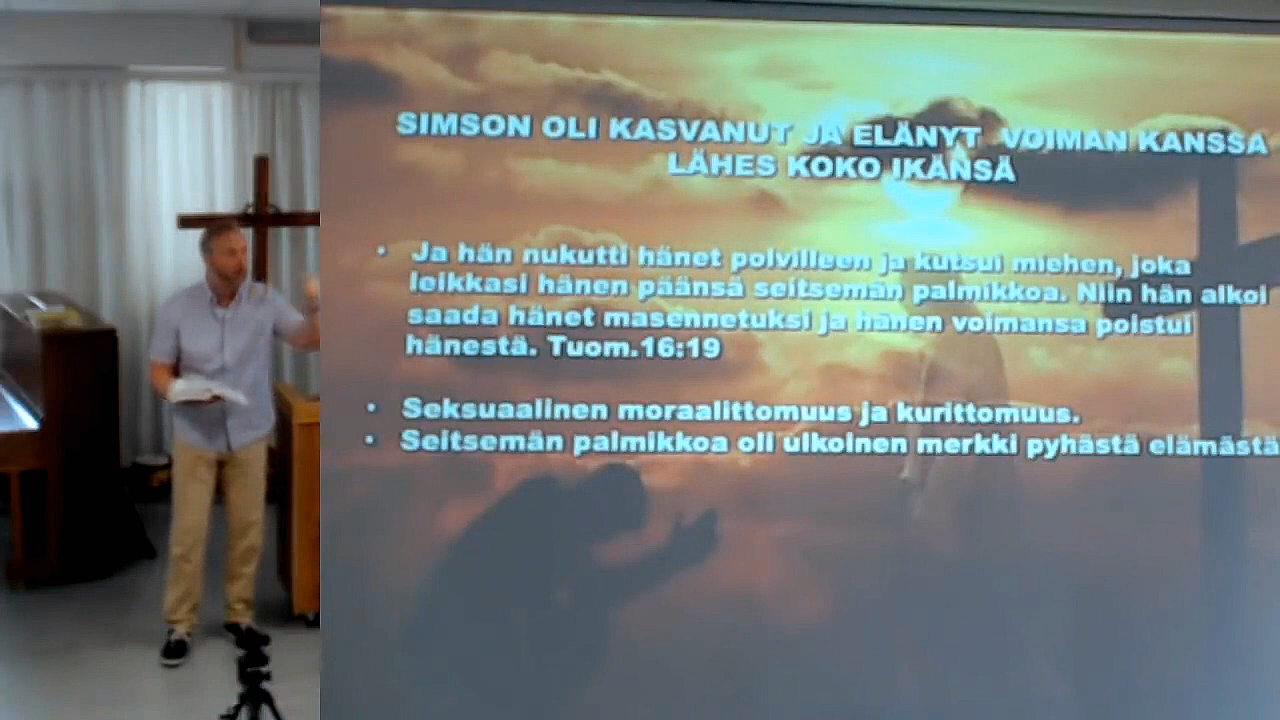 SIMSON OLI KASVANUT JA ELÄNYT VOIMAN KANSSA
LÄHES KOKO IKÄNSÄ
• Ja hän nukutti hänet polvilleen ja kutsui miehen, joka
leikkasi hänen päänsä seitsemän palmikkoa. Niin hän alkoi
saada hänet masennetuksi ja hänen voimansa poistui
hänestä. Tuom.16:19
• Seksuaalinen moraalittomuus ja kurittomuus.
• Seitsemän palmikkoa oli ulkoinen merkki pyhästä elämästä